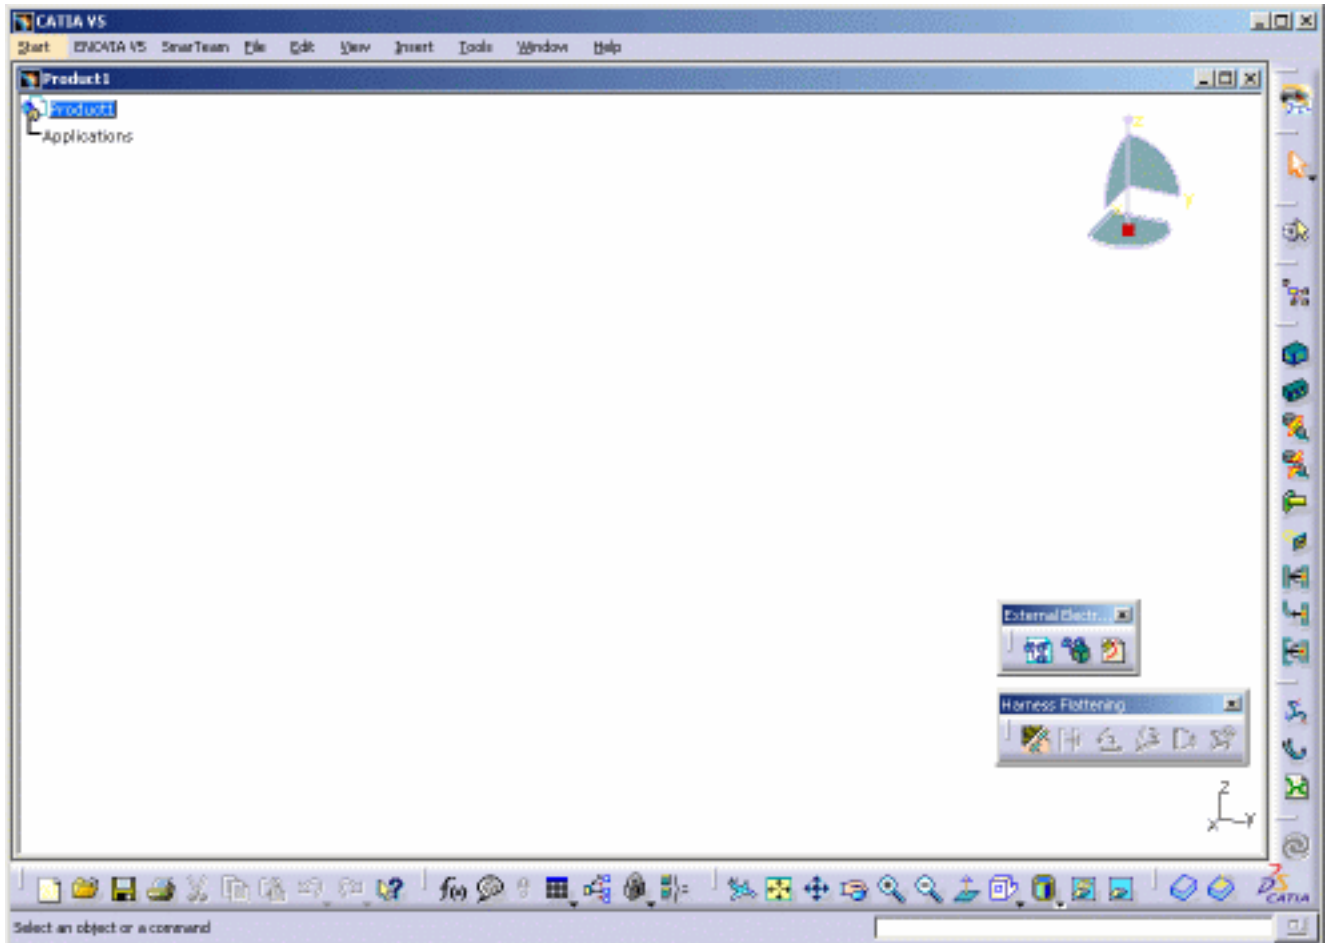 CATIA V5
Start ENOVIA V5 SmarTeam File Edit View Insert Tools Window Help
Product1
Product1
Applications
z
y
External Electr...
Harness Flattening
z
x y
f(x)
DS
CATIA
Select an object or a command